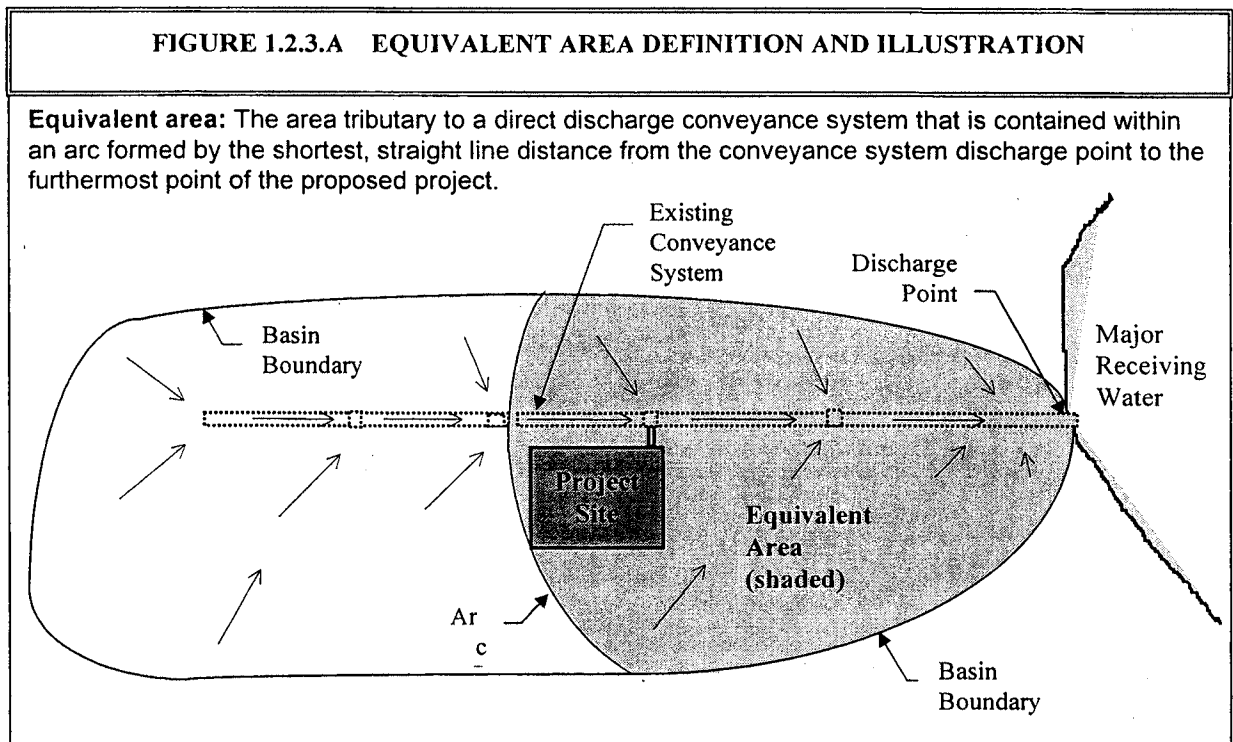 FIGURE 1.2.3.A EQUIVALENT AREA DEFINITION AND ILLUSTRATION
Equivalent area: The area tributary to a direct discharge conveyance system that is contained within
an arc formed by the shortest, straight line distance from the conveyance system discharge point to the
furthermost point of the proposed project.
Existing
Conveyance
System
Discharge
Point
Basin
Boundary
Major
Receiving
Water
Project
Site
Equivalent
Area
(shaded)
Ar
c
Basin
Boundary